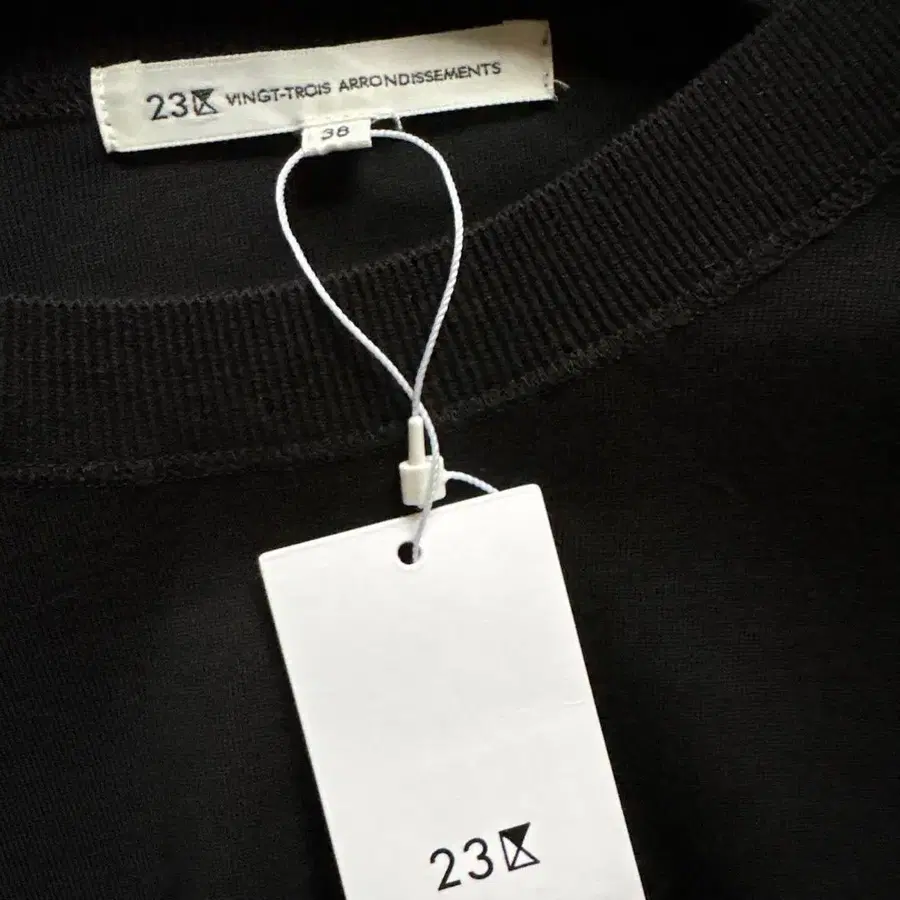 23区 VINGT-TROIS ARRONDISSEMENTS
38
23区